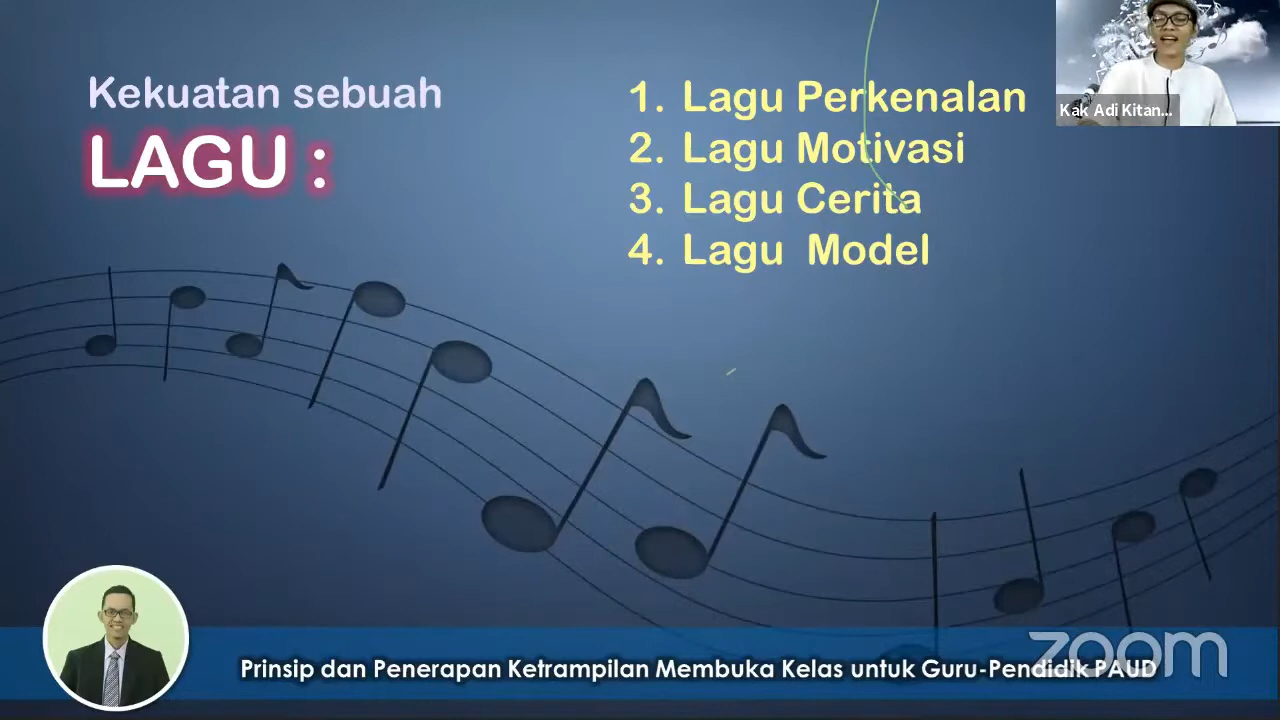 Kekuatan sebuah
LAGU :
1. Lagu Perkenalan
2. Lagu Motivasi
3. Lagu Cerita
4. Lagu Model
Kak Adi Kitan...
Prinsip dan Penerapan Ketrampilan Membuka Kelas untuk Guru-Pendidik PAUD
zoom